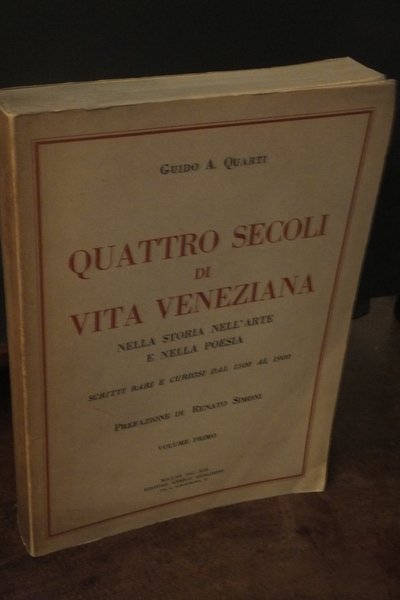 GUIDO A. QUARTI
QUATTRO SECOLI
DI
VITA VENEZIANA
NELLA STORIA NELL'ARTE
E NELLA POESIA
SCRITTI RARI E CURIOSI DAL 1500 AL 1900
PREFAZIONE DI RENATO SIMONI
VOLUME PRIMO
MILANO